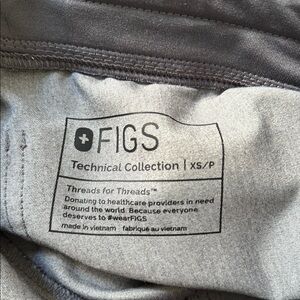 FIGS
Technical Collection | XS/P
Threads for Threads™
Donating to healthcare providers in need
around the world. Because everyone
deserves to #wearFIGS
made in vietnam fabriqué au vietnam